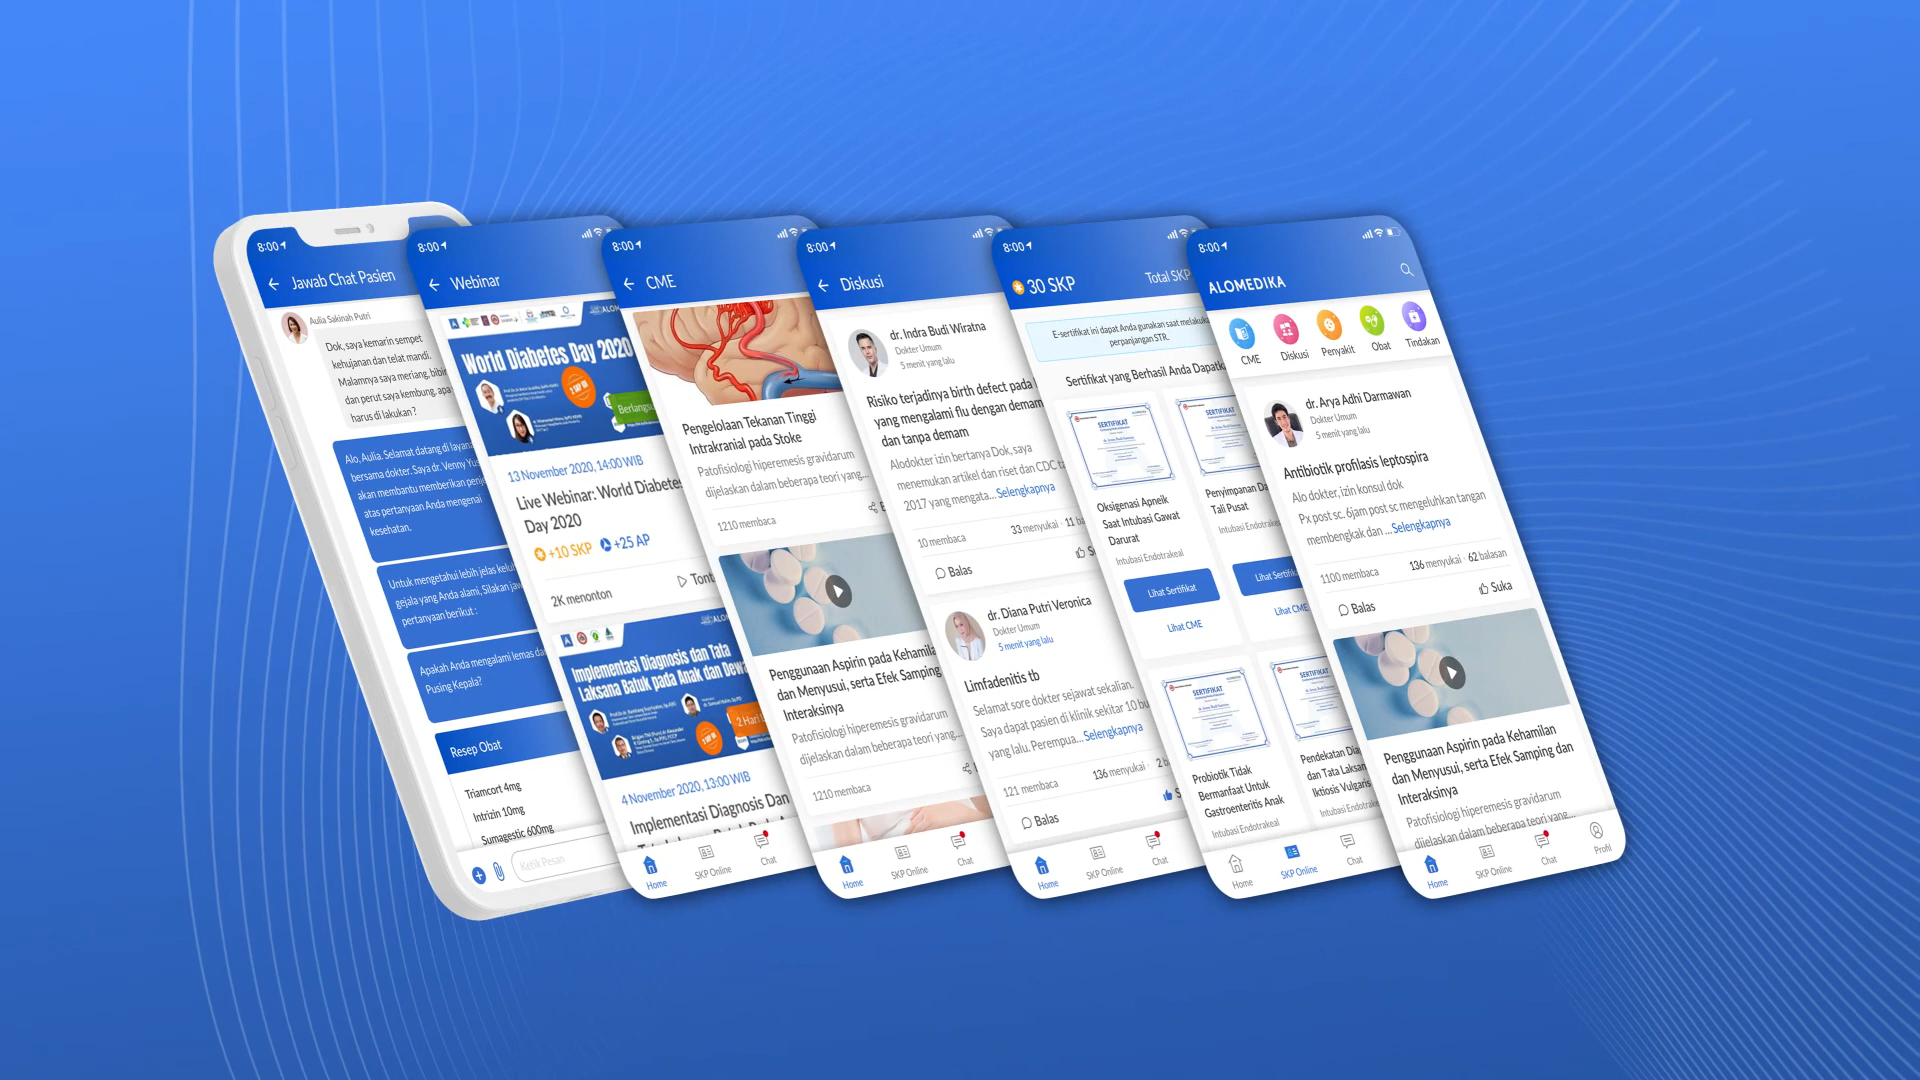 8:00
Jawab Chat Pasien
Aulia Sakinah Putri
Dok, saya kemarin sempet
kehujanan dan telat mandi.
Malamnya saya meriang, bibir
dan perut saya kembung, apa
harus di lakukan?
Alo, Aulia. Selamat datang di
bersama dokter. Saya dr. Venny
akan membantu memberikan
atas pertanyaan Anda mengenai
kesehatan.
Untuk mengetahui lebih jelas
gejala yang Anda alami, Silakan
pertanyaan berikut :
Apakah Anda mengalami lemas
Pusing Kepala?
Resep Obat
Triamcort 4mg
Intrizin 10mg
Sumagestic 600mg
Ketik Pesan
8:00
Webinar
World Diabetes Day 2020
13 November 2020, 14:00 WIB
Live Webinar: World Diabetes
Day 2020
+10 SKP +25 AP
2K menonton
Implementasi Diagnosis dan Tata
Laksana Batuk pada Anak dan
2 Hari
4 November 2020, 13:00 WIB
Implementasi Diagnosis Dan
Home
SKP Online
Chat
8:00
CME
Pengelolaan Tekanan Tinggi
Intrakranial pada Stoke
Patofisiologi hiperemesis gravidarum
dijelaskan dalam beberapa teori yang...
1210 membaca
Penggunaan Aspirin pada Kehamilan
dan Menyusui, serta Efek Samping
Interaksinya
Patofisiologi hiperemesis gravidarum
dijelaskan dalam beberapa teori yang...
1210 membaca
Home
SKP Online
Chat
8:00
Diskusi
dr. Indra Budi Wiratna
Dokter Umum
5 menit yang lalu
Risiko terjadinya birth defect pada
yang mengalami flu dengan demam
dan tanpa demam
Alodokter izin bertanya Dok, saya
menemukan artikel dan riset dan CDC
2017 yang mengata... Selengkapnya
10 membaca
33 menyukai · 11
Balas
dr. Diana Putri Veronica
Dokter Umum
5 menit yang lalu
Limfadenitis tb
Selamat sore dokter sejawat sekalian.
Saya dapat pasien di klinik sekitar 10
yang lalu. Perempua... Selengkapnya
121 membaca
136 menyukai · 2
Balas
Home
SKP Online
Chat
8:00
30 SKP
Total SKP
E-sertifikat ini dapat Anda gunakan saat
perpanjangan STR.
Sertifikat yang Berhasil Anda
SERTIFIKAT
SERTIFIKAT
Oksigenasi Apneik
Saat Intubasi Gawat
Darurat
Intubasi Endotrakeal
Lihat Sertifikat
Lihat CME
Penyimpanan
Tali Pusat
Intubasi
Lihat
Lihat CME
SERTIFIKAT
SERTIFIKAT
Probiotik Tidak
Bermanfaat Untuk
Gastroenteritis Anak
Intubasi Endotrakeal
Pendekatan
dan Tata
Iktiosis Vulgaris
Intubasi
Home
SKP Online
Chat
8:00
ALOMEDIKA
CME
Diskusi
Penyakit
Obat
Tindakan
dr. Arya Adhi Darmawan
Dokter Umum
5 menit yang lalu
Antibiotik profilasis leptospira
Alo dokter, izin konsul dok
Px post sc. 6jam post sc mengeluhkan tangan
membengkak dan ... Selengkapnya
1100 membaca
136 menyukai · 62 balasan
Balas
Suka
Penggunaan Aspirin pada Kehamilan
dan Menyusui, serta Efek Samping dan
Interaksinya
Patofisiologi hiperemesis gravidarum
dijelaskan dalam beberapa teori yang...
Home
SKP Online
Chat
Profil